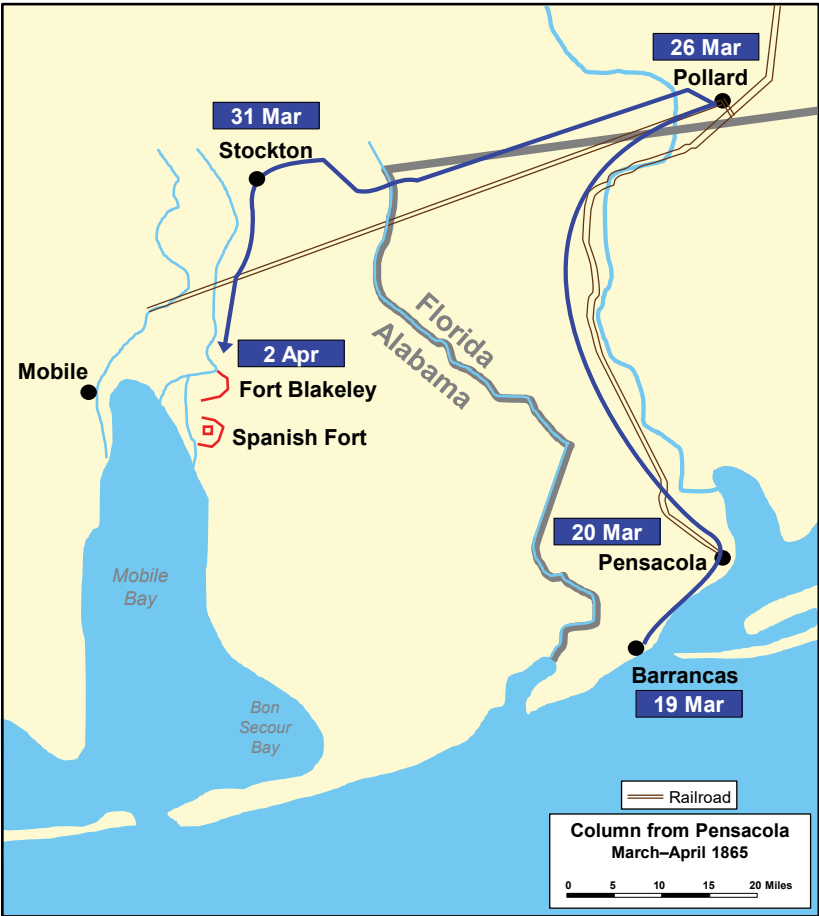 26 Mar
Pollard
31 Mar
Stockton
Florida
Alabama
2 Apr
Mobile
Fort Blakeley
Spanish Fort
20 Mar
Pensacola
Mobile
Bay
Barrancas
19 Mar
Bon
Secour
Bay
Railroad
Column from Pensacola
March–April 1865
0 5 10 15 20 Miles